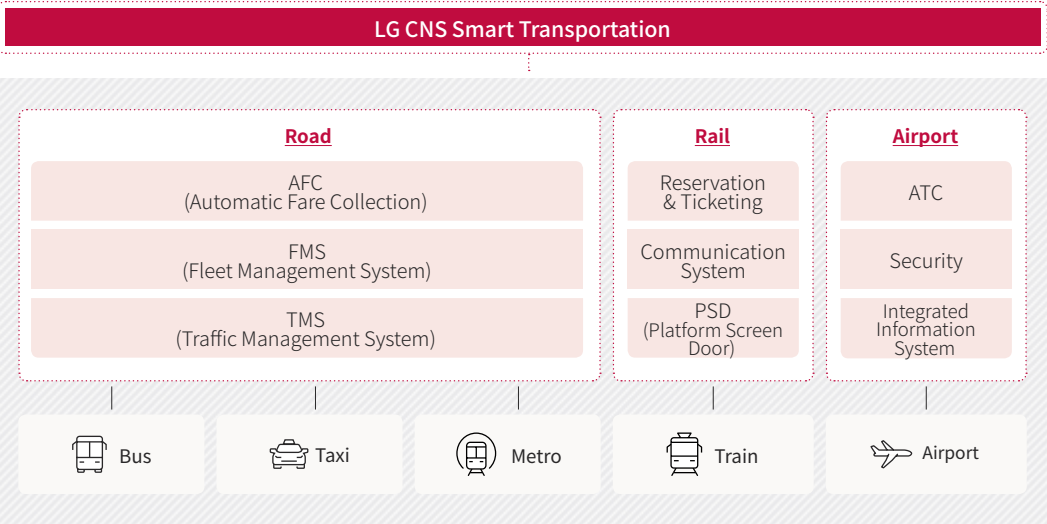 LG CNS Smart Transportation
Road
AFC
(Automatic Fare Collection)
FMS
(Fleet Management System)
TMS
(Traffic Management System)
Rail
Reservation
& Ticketing
Communication
System
PSD
(Platform Screen
Door)
Airport
ATC
Security
Integrated
Information
System
Bus
Taxi
Metro
Train
Airport